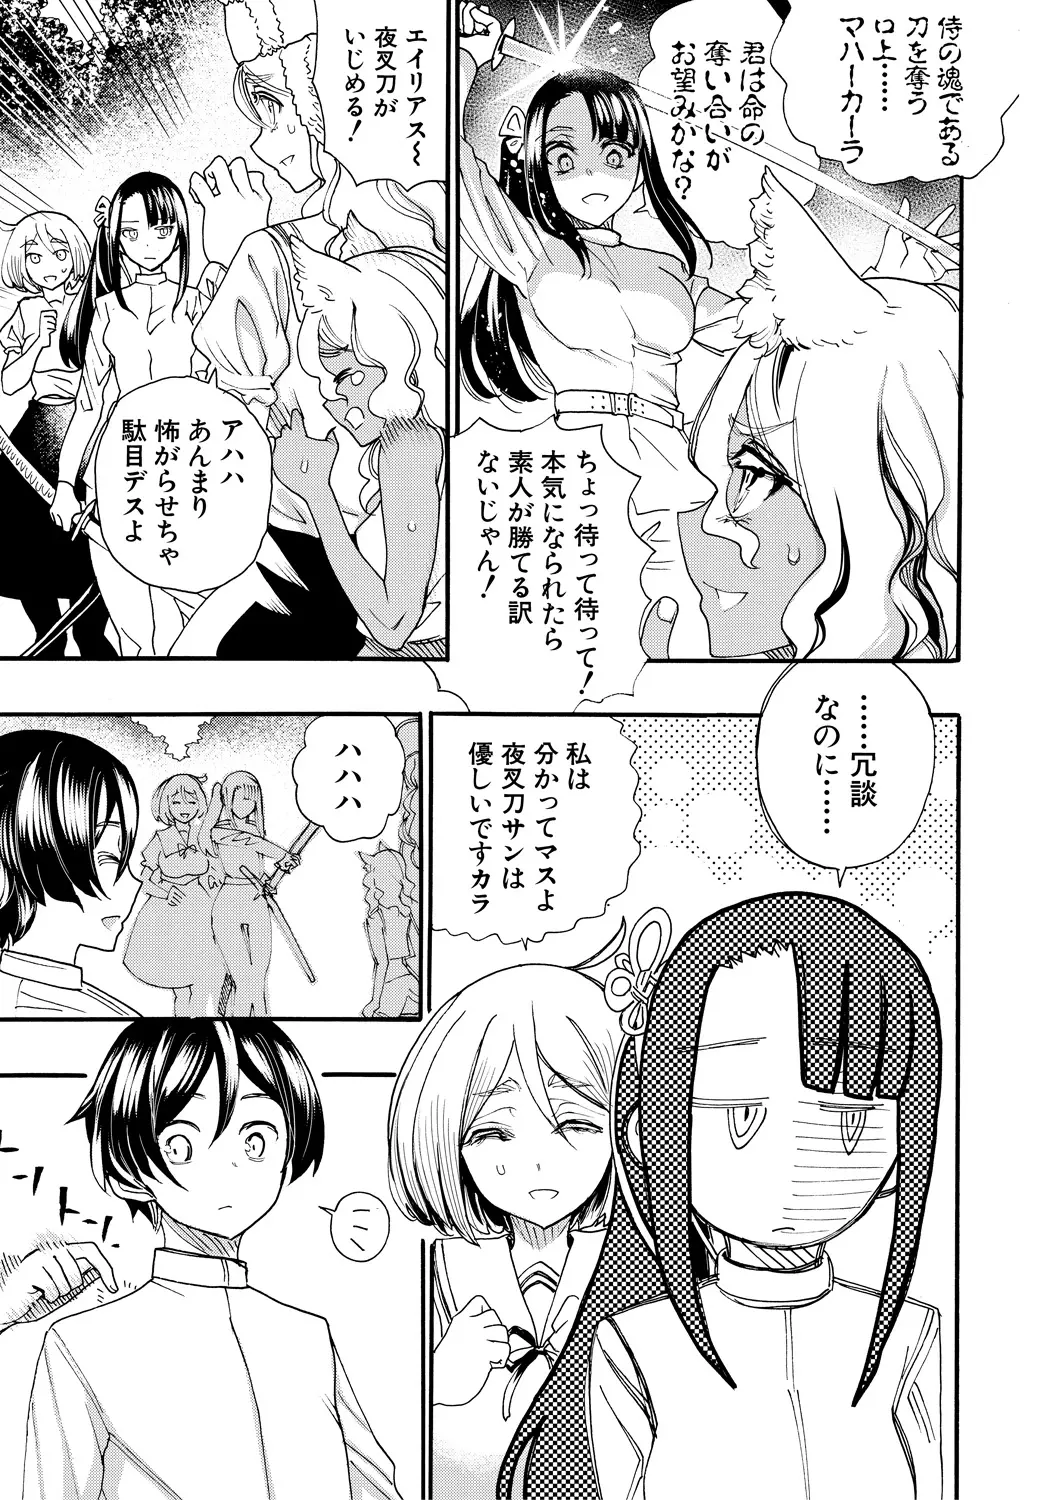 侍の魂である
刀を奪う
口上……
マハーカーラ
君は命の
奪い合いが
お望みかな？
ちょっ待って待って！
本気になられたら
素人が勝てる訳
ないじゃん！
エイリアス～
夜叉刀が
いじめる！
アハハ
あんまり
怖がらせちゃ
駄目デスよ
……冗談
なのに……
私は
分かってマスよ
夜叉刀サンは
優しいですカラ
ハハハ
トントン